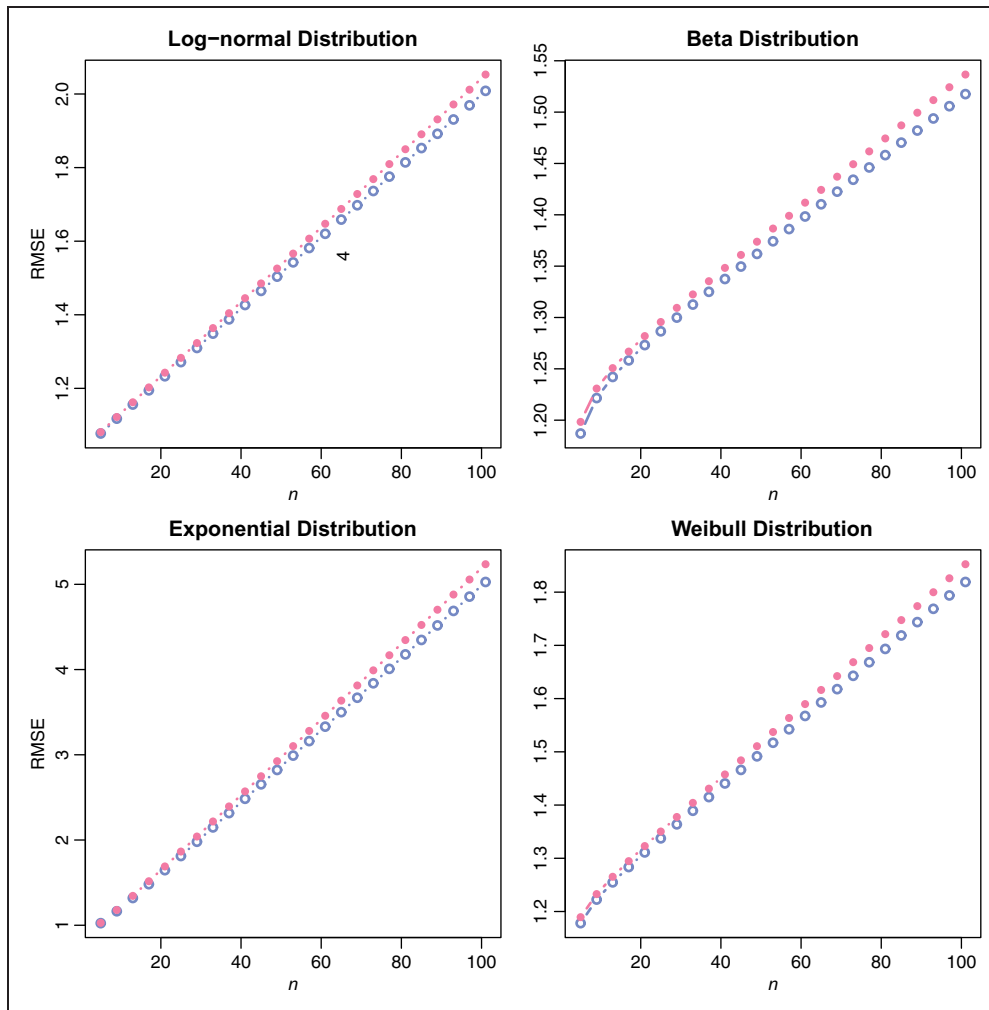 Log−normal Distribution
RMSE
2.0
1.8
1.6
1.4
1.2
4
20 40 60 80 100
n
Beta Distribution
1.55
1.50
1.45
1.40
1.35
1.30
1.25
1.20
20 40 60 80 100
n
Exponential Distribution
RMSE
5
4
3
2
1
20 40 60 80 100
n
Weibull Distribution
1.8
1.7
1.6
1.5
1.4
1.3
1.2
20 40 60 80 100
n